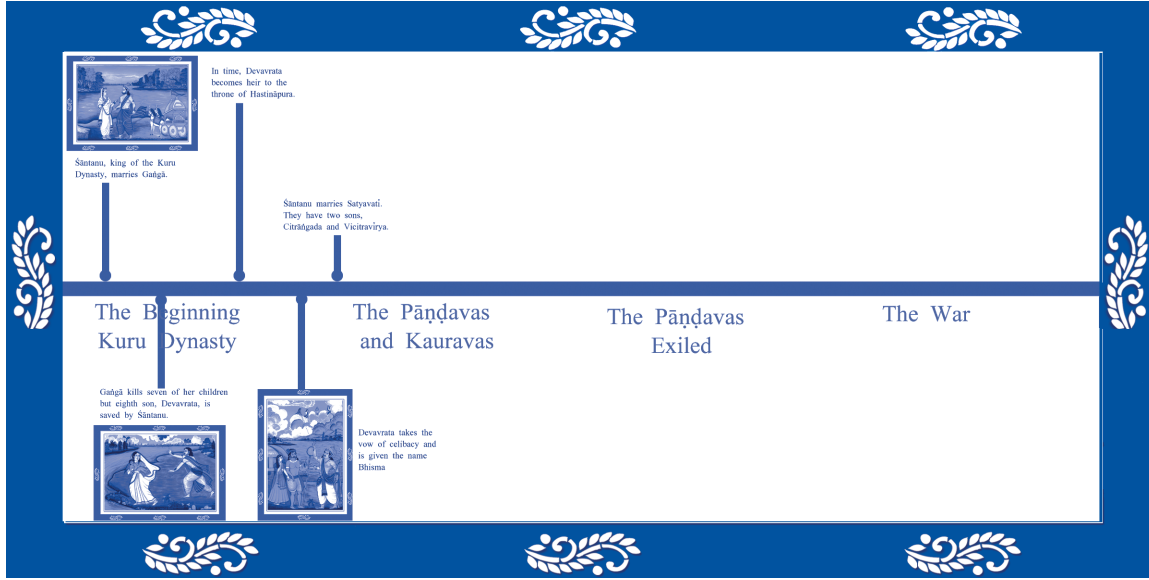 In time, Devavrata
becomes heir to the
throne of Hastināpura.
Śāntanu, king of the Kuru
Dynasty, marries Gaṅgā.
Śāntanu marries Satyavatī.
They have two sons,
Citrāṅgada and Vicitravīrya.
The Beginning
Kuru Dynasty
The Pāṇḍavas
and Kauravas
The Pāṇḍavas
Exiled
The War
Gaṅgā kills seven of her children
but eighth son, Devavrata, is
saved by Śāntanu.
Devavrata takes the
vow of celibacy and
is given the name
Bhisma